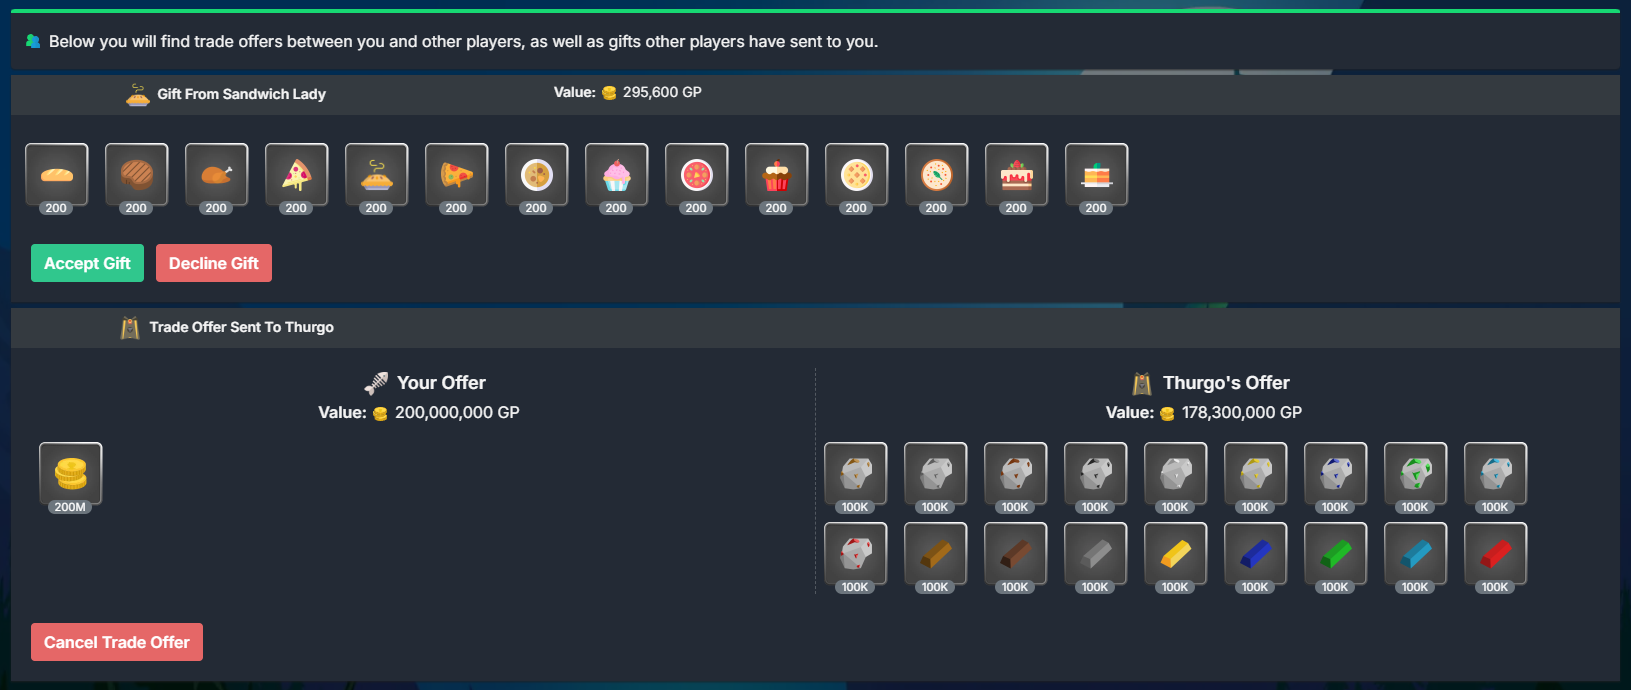 Below you will find trade offers between you and other players, as well as gifts other players have sent to you.
Gift From Sandwich Lady
Value: 295,600 GP
200 200 200 200 200 200 200 200 200 200 200 200 200 200
Accept Gift Decline Gift
Trade Offer Sent To Thurgo
Your Offer
Value: 200,000,000 GP
200M
Thurgo's Offer
Value: 178,300,000 GP
100K 100K 100K 100K 100K 100K 100K 100K 100K
100K 100K 100K 100K 100K 100K 100K 100K 100K
Cancel Trade Offer